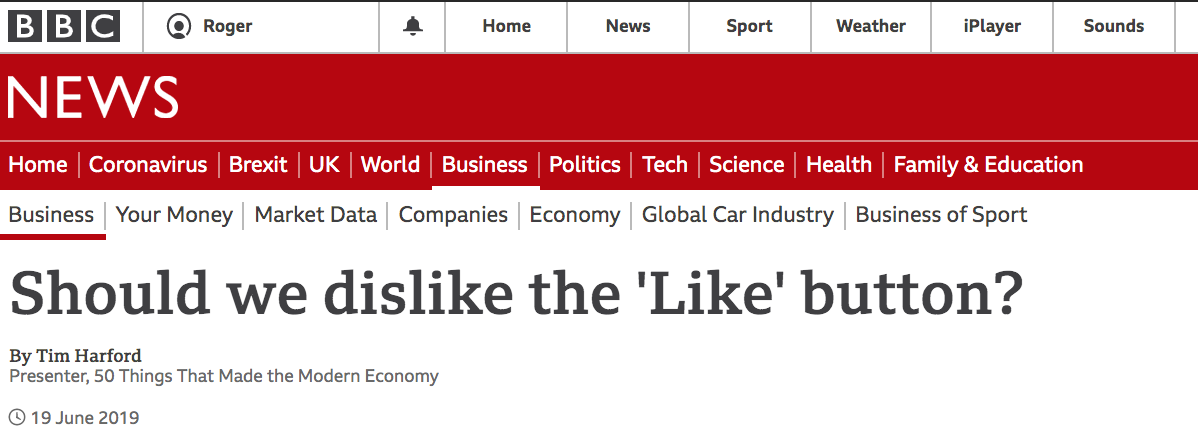 BBC Roger Home News Sport Weather iPlayer Sounds
NEWS
Home Coronavirus Brexit UK World Business Politics Tech Science Health Family & Education
Business Your Money Market Data Companies Economy Global Car Industry Business of Sport
Should we dislike the 'Like' button?
By Tim Harford
Presenter, 50 Things That Made the Modern Economy
19 June 2019